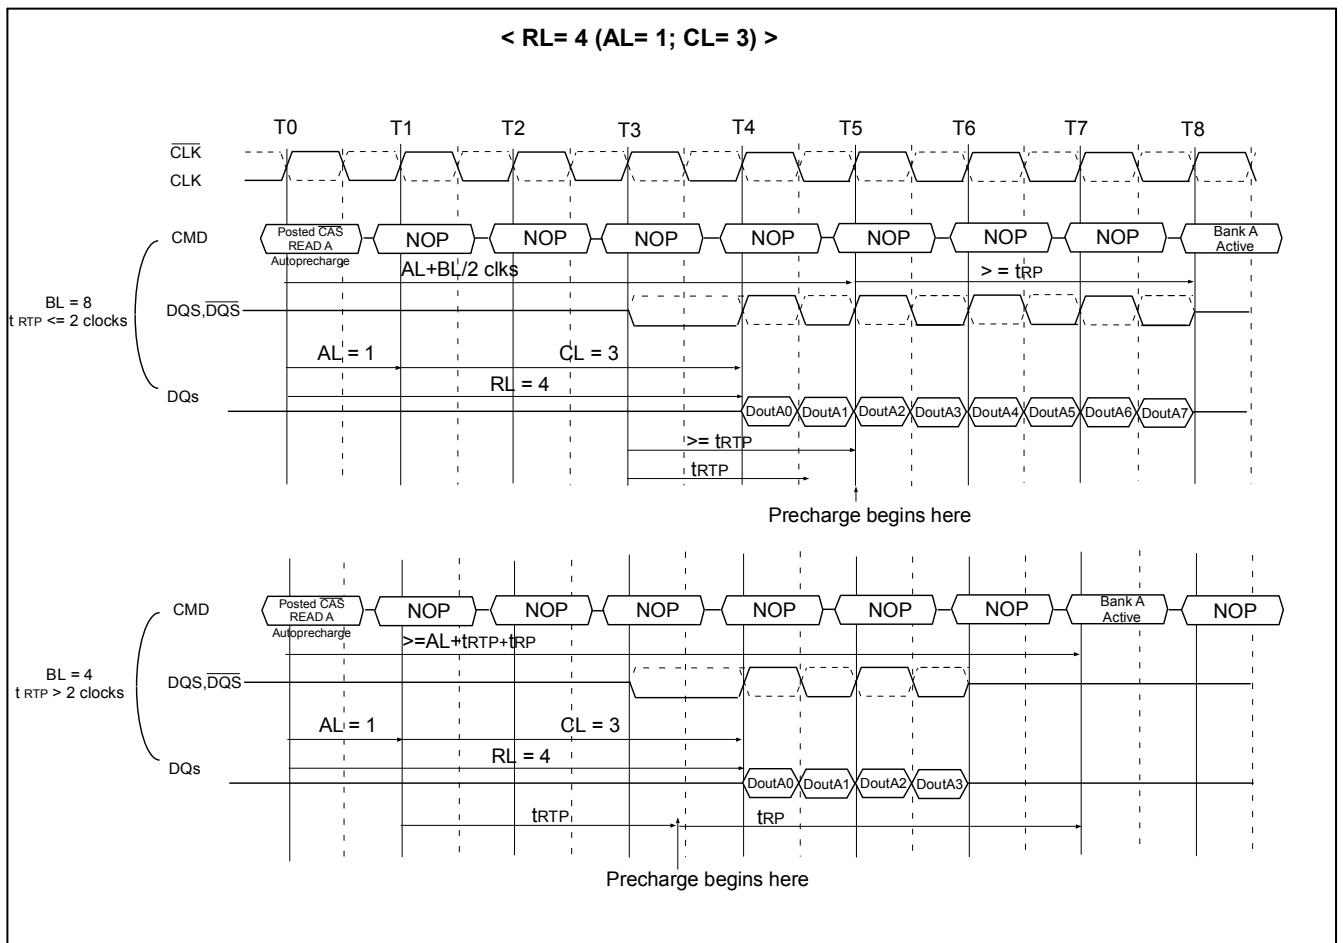 < RL= 4 (AL= 1; CL= 3) >
T0 T1 T2 T3 T4 T5 T6 T7 T8
CLK
CLK
CMD
Posted CAS
READ A
Autoprecharge
NOP NOP NOP NOP NOP NOP NOP
Bank A
Active
AL+BL/2 clks
> = tRP
BL = 8
t RTP <= 2 clocks
DQS,DQS
AL = 1
CL = 3
RL = 4
DQs
DoutA0 DoutA1 DoutA2 DoutA3 DoutA4 DoutA5 DoutA6 DoutA7
>= tRTP
tRTP
Precharge begins here
CMD
Posted CAS
READ A
Autoprecharge
NOP NOP NOP NOP NOP NOP
Bank A
Active
NOP
>=AL+tRTP+tRP
BL = 4
t RTP > 2 clocks
DQS,DQS
AL = 1
CL = 3
RL = 4
DQs
DoutA0 DoutA1 DoutA2 DoutA3
tRTP
tRP
Precharge begins here